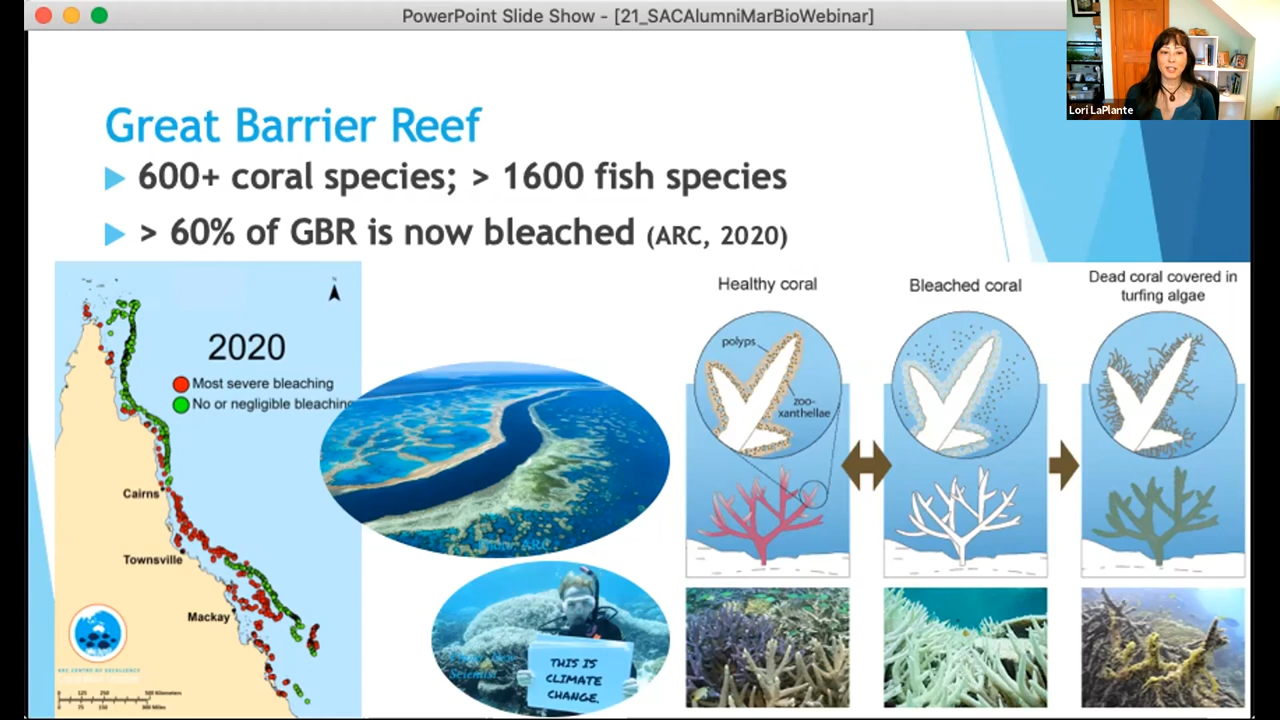 PowerPoint Slide Show - [21_SACAlumniMarBioWebinar]
Lori LaPlante
Great Barrier Reef
600+ coral species; > 1600 fish species
> 60% of GBR is now bleached (ARC, 2020)
N
2020
Most severe bleaching
No or negligible bleaching
Cairns
Townsville
Mackay
ARC CENTRE OF EXCELLENCE
THIS IS
CLIMATE
CHANGE.
Healthy coral
polyps
zoo-
xanthellae
Bleached coral
Dead coral covered in
turfing algae